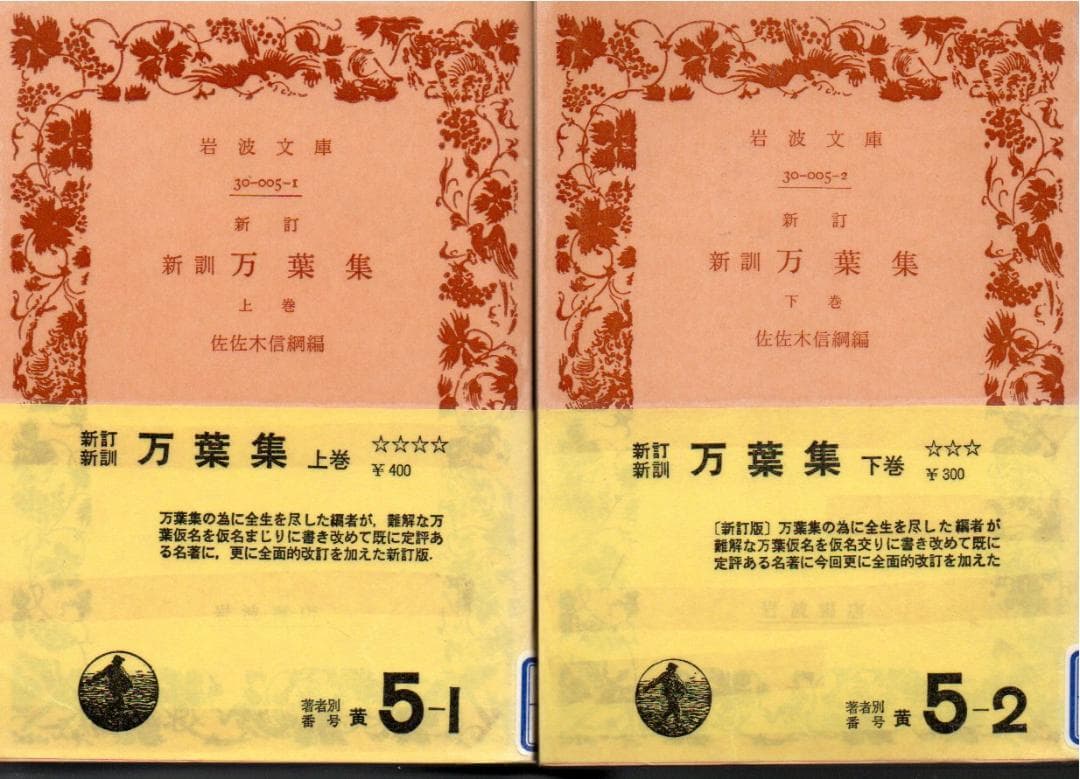 岩波文庫
30-005-1
新訂
新訓 万葉集
上巻
佐佐木信綱編
新訂
新訓 万葉集 上巻 ☆☆☆☆
￥400
万葉集の為に全生を尽した編者が，難解な万
葉仮名を仮名まじりに書き改めて既に定評あ
る名著に，更に全面的改訂を加えた新訂版．
著者別
番号 黄 5-1
岩波文庫
30-005-2
新訂
新訓 万葉集
下巻
佐佐木信綱編
新訂
新訓 万葉集 下巻 ☆☆☆
￥300
〔新訂版〕万葉集の為に全生を尽した編者が
難解な万葉仮名を仮名交りに書き改めて既に
定評ある名著に今回更に全面的改訂を加えた
著者別
番号 黄 5-2